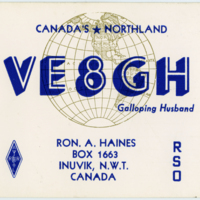 CANADA'S ★ NORTHLAND
VE8GH
Galloping Husband
RON. A. HAINES
BOX 1663
INUVIK, N.W.T.
CANADA
RSO